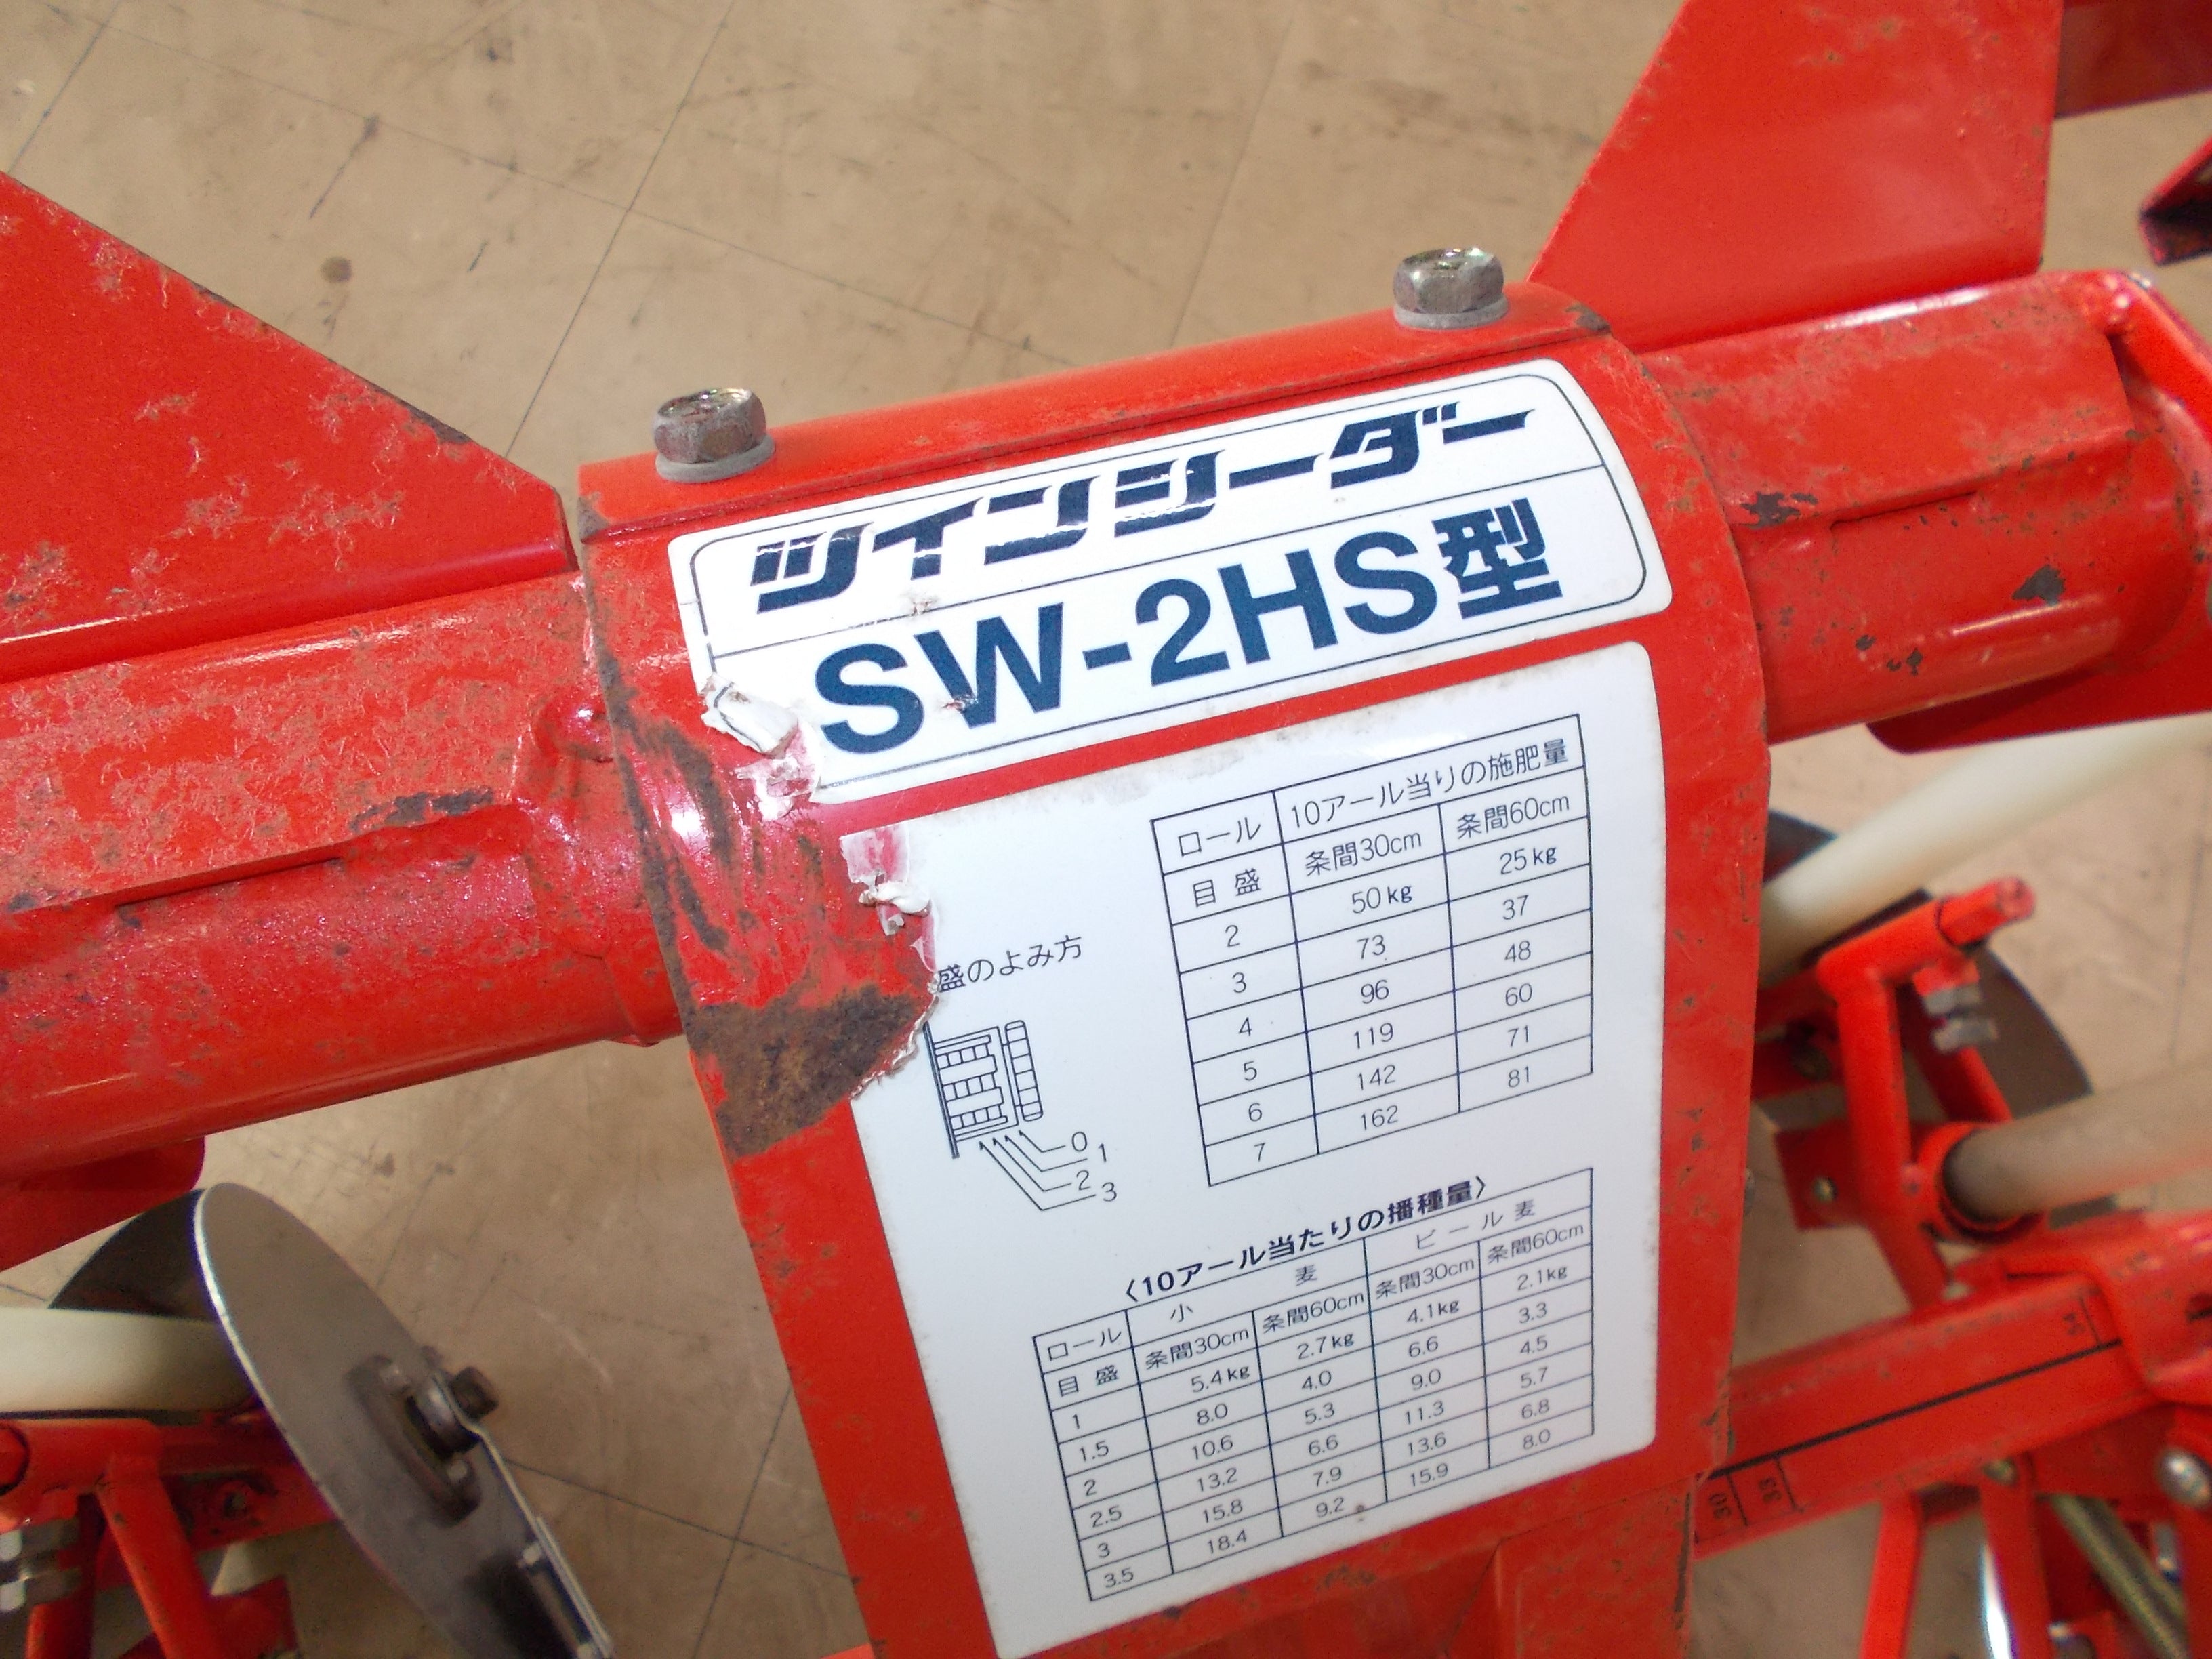 ツインシーダー
SW-2HS型
ロール 10アール当りの施肥量
目盛 条間30cm 条間60cm
2 50kg 25kg
3 73 37
4 96 48
5 119 60
6 142 71
7 162 81
盛のよみ方
0
1
2
3
〈10アール当たりの播種量〉
ロール 小麦 ビール麦
目盛 条間30cm 条間60cm 条間30cm 条間60cm
1 5.4kg 2.7kg 4.1kg 2.1kg
1.5 8.0 4.0 6.6 3.3
2 10.6 5.3 9.0 4.5
2.5 13.2 6.6 11.3 5.7
3 15.8 7.9 13.6 6.8
3.5 18.4 9.2 15.9 8.0
30 33